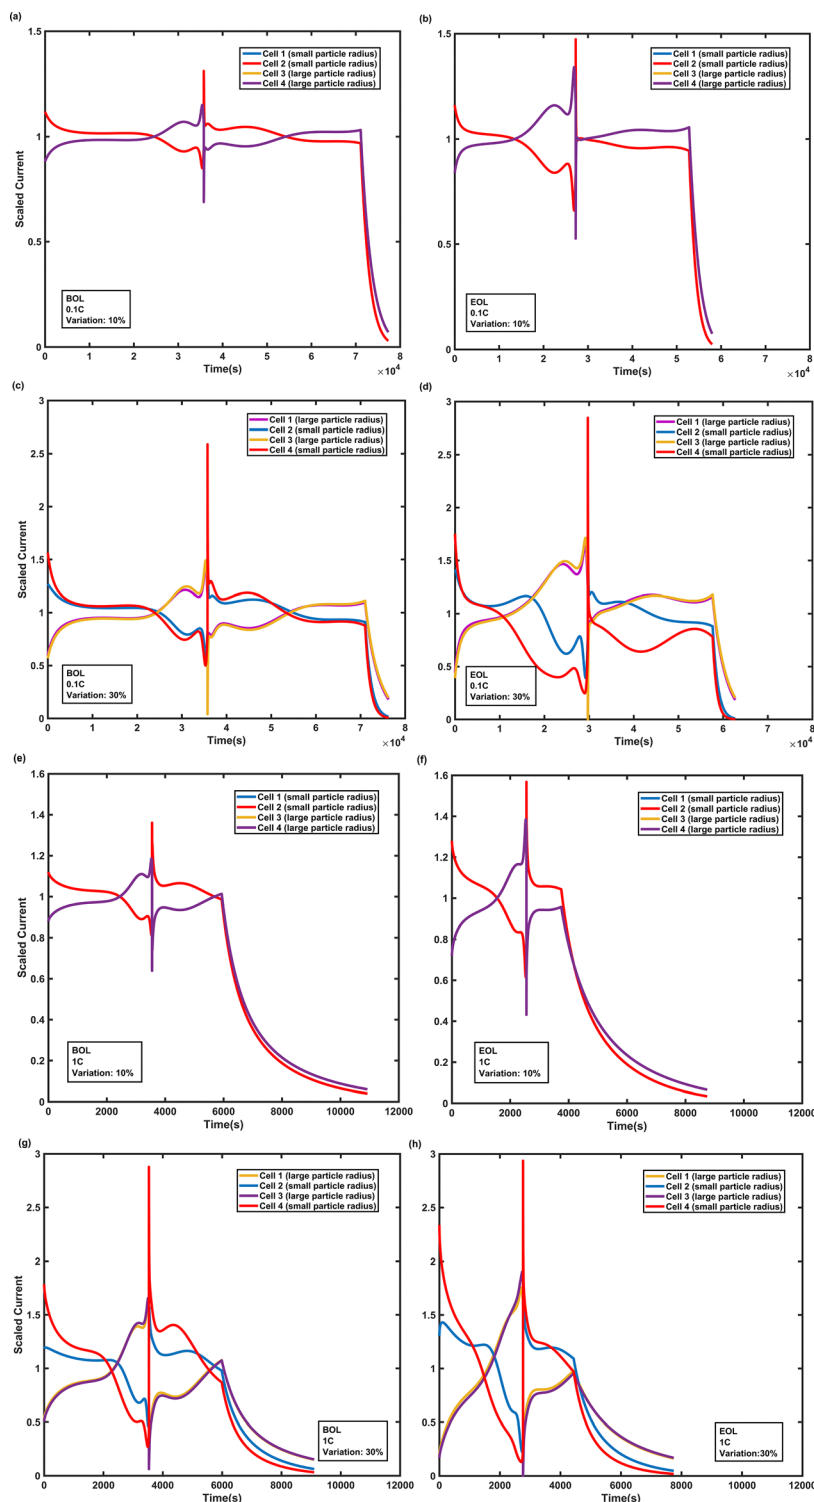 (a)
1.5
1
0.5
0
Scaled Current
Cell 1 (small particle radius)
Cell 2 (small particle radius)
Cell 3 (large particle radius)
Cell 4 (large particle radius)
BOL
0.1C
Variation: 10%
0 1 2 3 4 5 6 7 8
Time(s)
×10^4
(b)
1.5
1
0.5
0
Cell 1 (small particle radius)
Cell 2 (small particle radius)
Cell 3 (large particle radius)
Cell 4 (large particle radius)
EOL
0.1C
Variation: 10%
0 1 2 3 4 5 6 7 8
Time(s)
×10^4
(c)
3
2.5
2
1.5
1
0.5
0
Scaled Current
Cell 1 (large particle radius)
Cell 2 (small particle radius)
Cell 3 (large particle radius)
Cell 4 (small particle radius)
BOL
0.1C
Variation: 30%
0 1 2 3 4 5 6 7 8
Time(s)
×10^4
(d)
3
2.5
2
1.5
1
0.5
0
Cell 1 (large particle radius)
Cell 2 (small particle radius)
Cell 3 (large particle radius)
Cell 4 (small particle radius)
EOL
0.1C
Variation: 30%
0 1 2 3 4 5 6 7 8
Time(s)
×10^4
(e)
1.6
1.4
1.2
1
0.8
0.6
0.4
0.2
0
Scaled Current
Cell 1 (small particle radius)
Cell 2 (small particle radius)
Cell 3 (large particle radius)
Cell 4 (large particle radius)
BOL
1C
Variation: 10%
0 2000 4000 6000 8000 10000 12000
Time(s)
(f)
1.6
1.4
1.2
1
0.8
0.6
0.4
0.2
0
Cell 1 (small particle radius)
Cell 2 (small particle radius)
Cell 3 (large particle radius)
Cell 4 (large particle radius)
EOL
1C
Variation: 10%
0 2000 4000 6000 8000 10000 12000
Time(s)
(g)
3
2.5
2
1.5
1
0.5
0
Scaled Current
Cell 1 (large particle radius)
Cell 2 (small particle radius)
Cell 3 (large particle radius)
Cell 4 (small particle radius)
BOL
1C
Variation: 30%
0 2000 4000 6000 8000 10000 12000
Time(s)
(h)
3
2.5
2
1.5
1
0.5
0
Cell 1 (large particle radius)
Cell 2 (small particle radius)
Cell 3 (large particle radius)
Cell 4 (small particle radius)
EOL
1C
Variation:30%
0 2000 4000 6000 8000 10000 12000
Time(s)